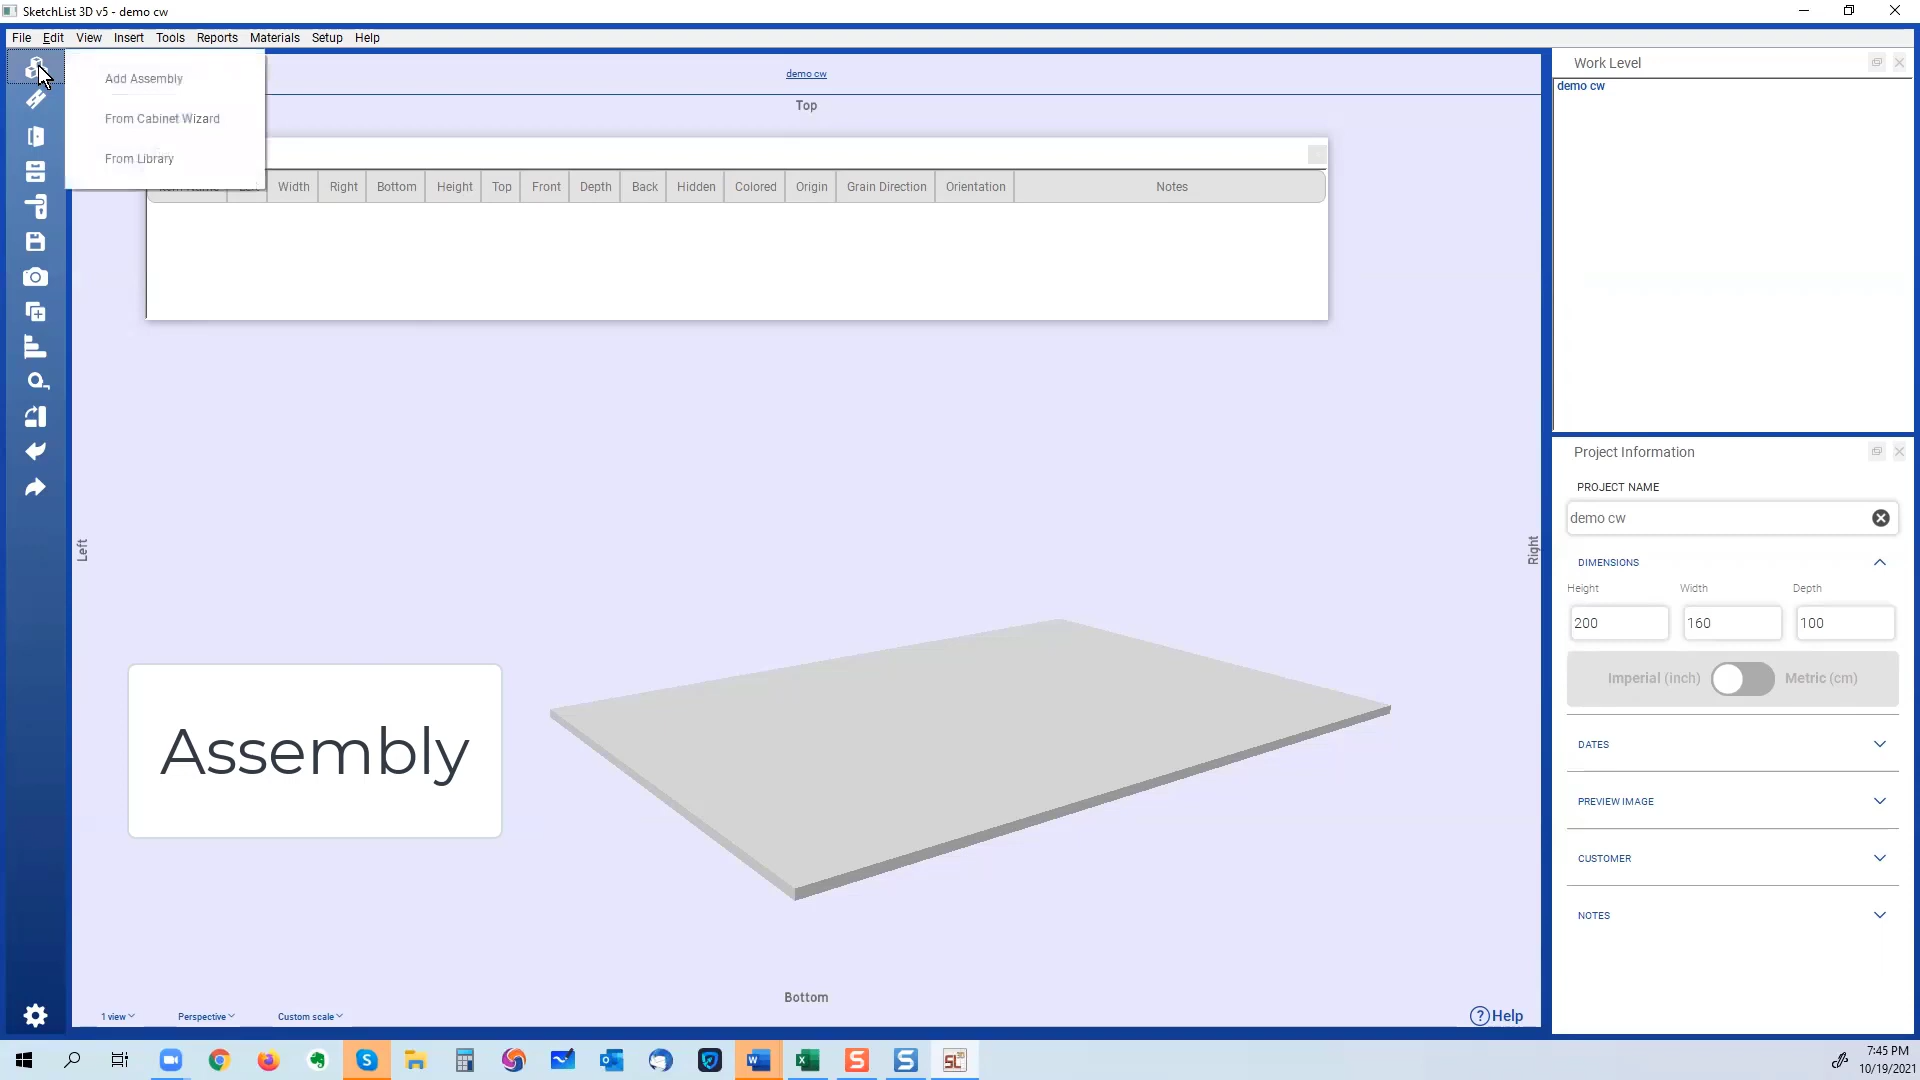 SketchList 3D v5 - demo cw
File Edit View Insert Tools Reports Materials Setup Help
Add Assembly
From Cabinet Wizard
From Library
demo cw
Top
Width Right Bottom Height Top Front Depth Back Hidden Colored Origin Grain Direction Orientation Notes
Left
Right
Assembly
Bottom
1 view Perspective Custom scale
? Help
Work Level
demo cw
Project Information
PROJECT NAME
demo cw
DIMENSIONS
Height Width Depth
200 160 100
Imperial (inch) Metric (cm)
DATES
PREVIEW IMAGE
CUSTOMER
NOTES
7:45 PM
10/19/2021